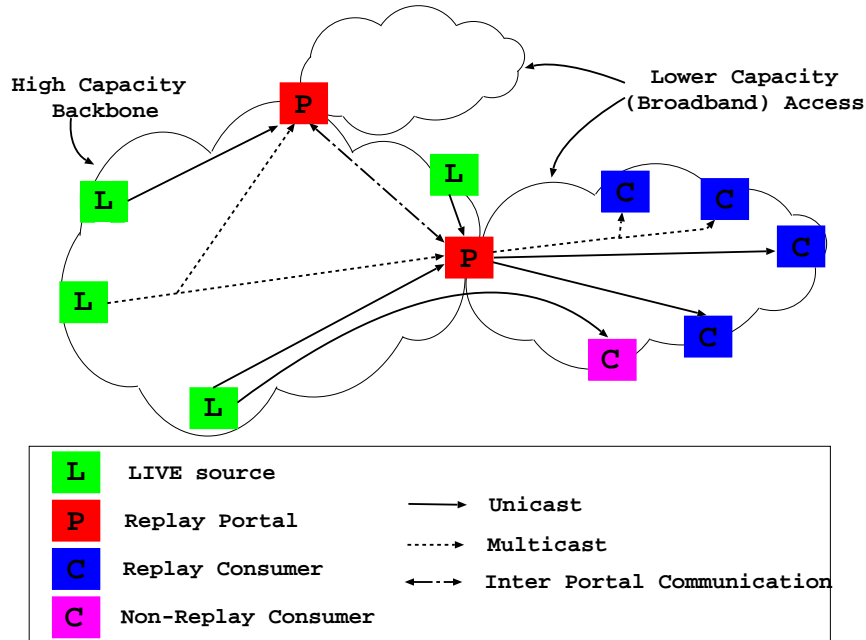 High Capacity
Backbone
Lower Capacity
(Broadband) Access
P
L
L
C
C
C
P
L
C
C
L
L LIVE source
P Replay Portal
C Replay Consumer
C Non-Replay Consumer
Unicast
Multicast
Inter Portal Communication